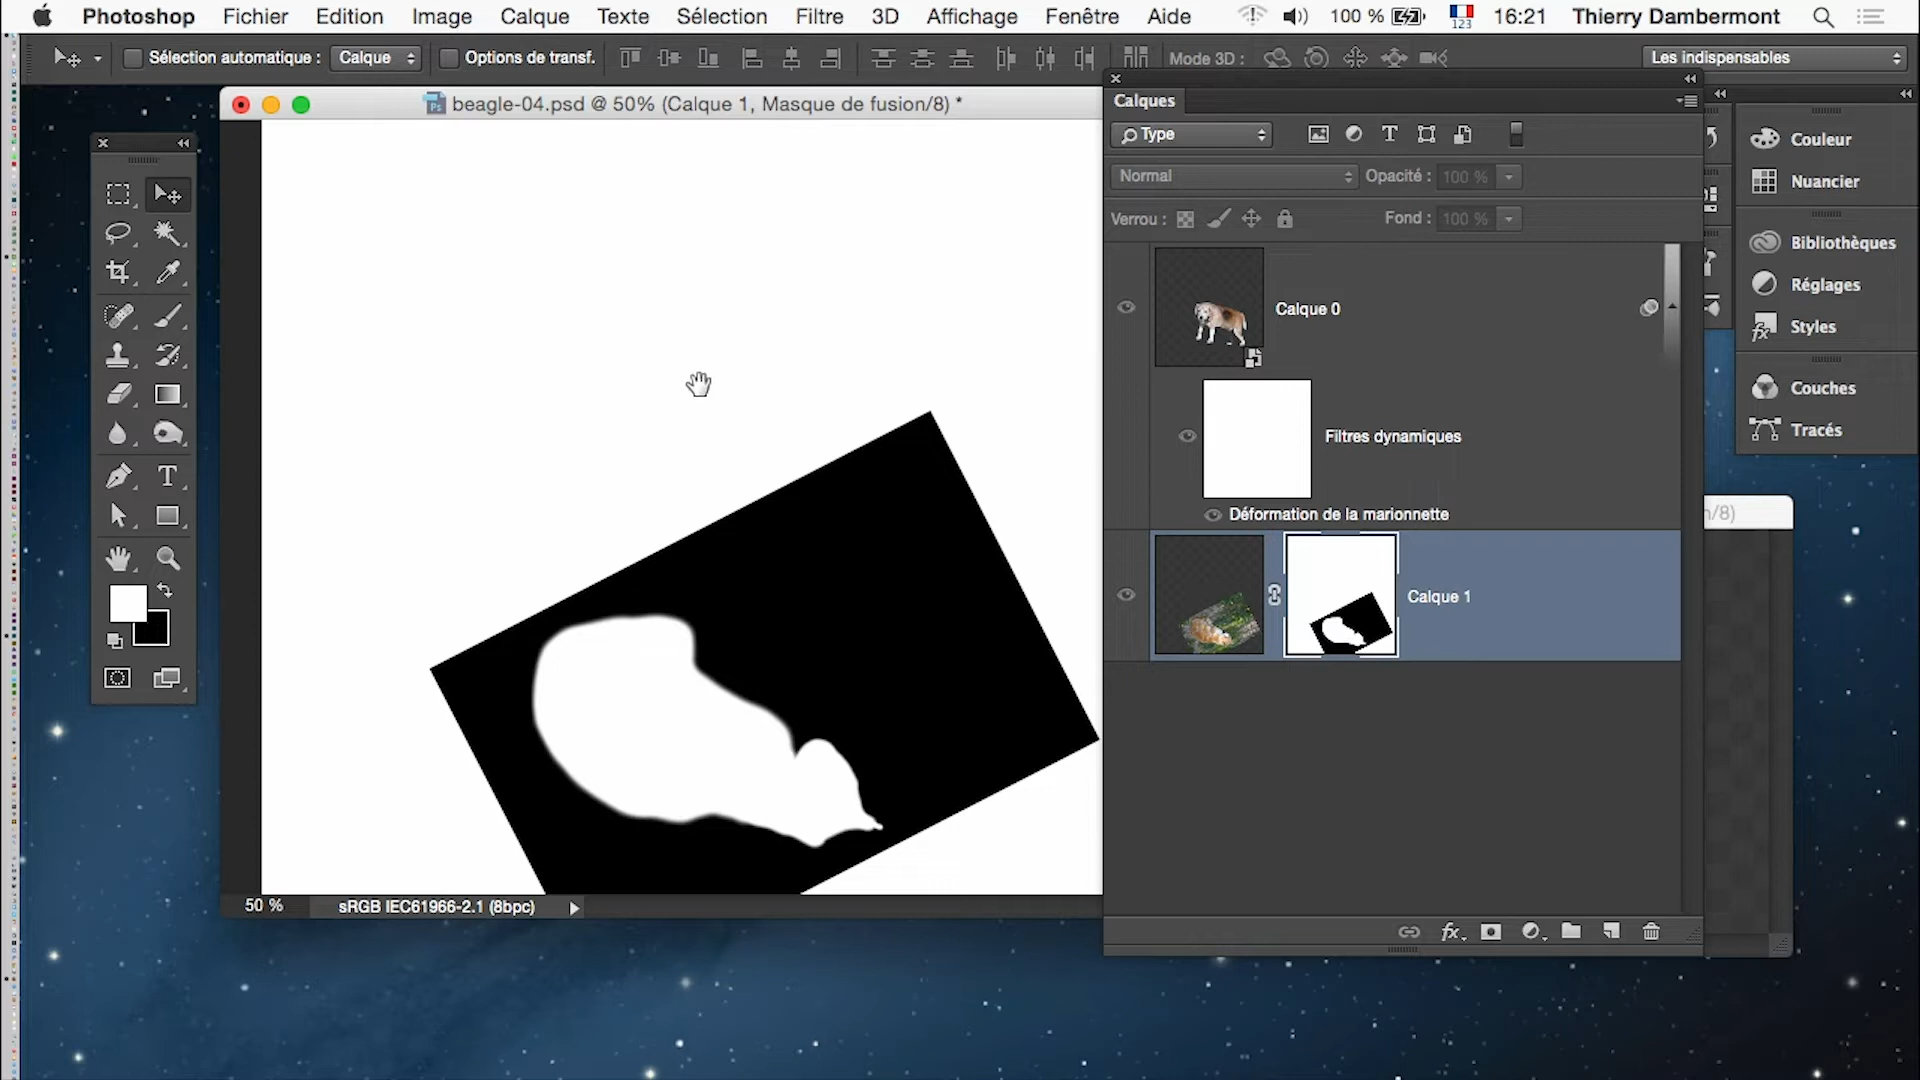 Photoshop Fichier Edition Image Calque Texte Sélection Filtre 3D Affichage Fenêtre Aide 100 % 123 16:21 Thierry Dambermont
Sélection automatique : Calque Options de transf. Mode 3D : Les indispensables
beagle-04.psd @ 50% (Calque 1, Masque de fusion/8) *
Calques
Type
Normal Opacité : 100 %
Verrou : Fond : 100 %
Calque 0
Filtres dynamiques
Déformation de la marionnette
Calque 1
fx
Couleur
Nuancier
Bibliothèques
Réglages
Styles
Couches
Tracés
n/8)
50 % sRGB IEC61966-2.1 (8bpc)